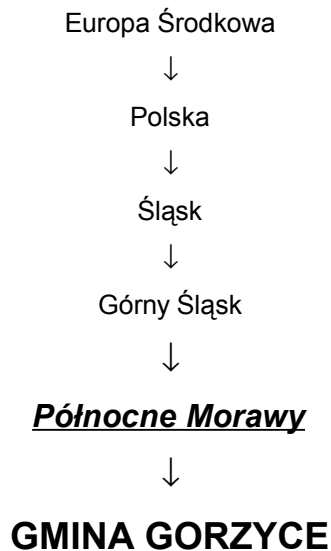 Europa Środkowa
↓
Polska
↓
Śląsk
↓
Górny Śląsk
↓
Północne Morawy
↓
GMINA GORZYCE